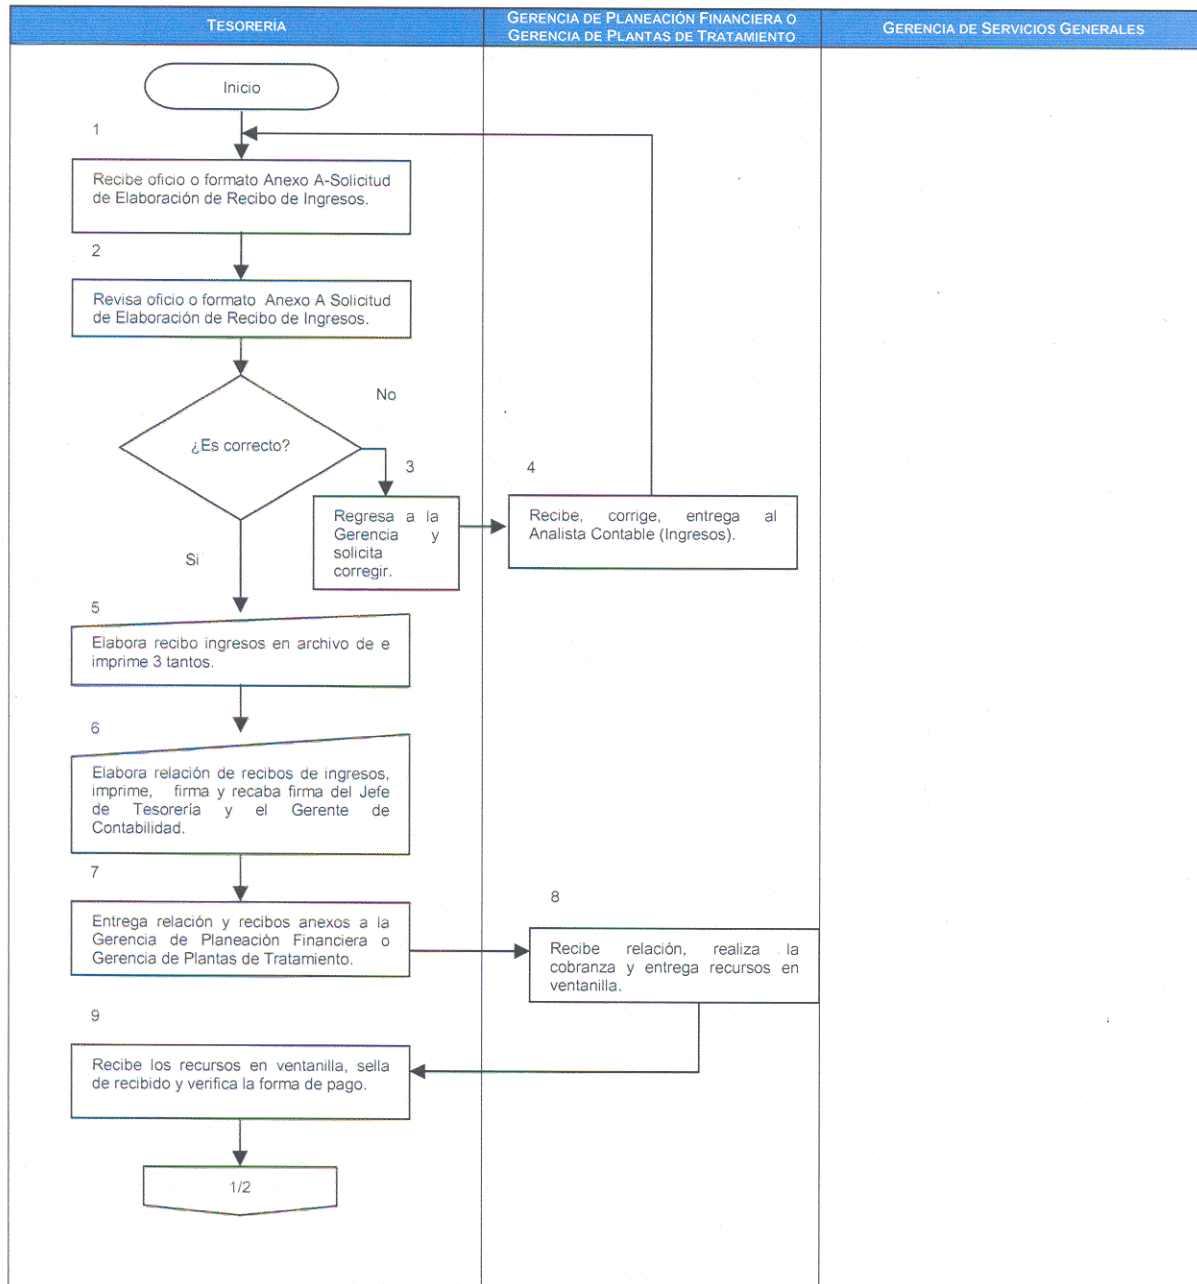 TESORERÍA
GERENCIA DE PLANEACIÓN FINANCIERA O
GERENCIA DE PLANTAS DE TRATAMIENTO
GERENCIA DE SERVICIOS GENERALES
Inicio
1
Recibe oficio o formato Anexo A-Solicitud
de Elaboración de Recibo de Ingresos.
2
Revisa oficio o formato Anexo A Solicitud
de Elaboración de Recibo de Ingresos.
No
¿Es correcto?
3
4
Regresa a la
Gerencia y
solicita
corregir.
Recibe, corrige, entrega al
Analista Contable (Ingresos).
Si
5
Elabora recibo ingresos en archivo de e
imprime 3 tantos.
6
Elabora relación de recibos de ingresos,
imprime, firma y recaba firma del Jefe
de Tesorería y el Gerente de
Contabilidad.
7
Entrega relación y recibos anexos a la
Gerencia de Planeación Financiera o
Gerencia de Plantas de Tratamiento.
8
Recibe relación, realiza la
cobranza y entrega recursos en
ventanilla.
9
Recibe los recursos en ventanilla, sella
de recibido y verifica la forma de pago.
1/2